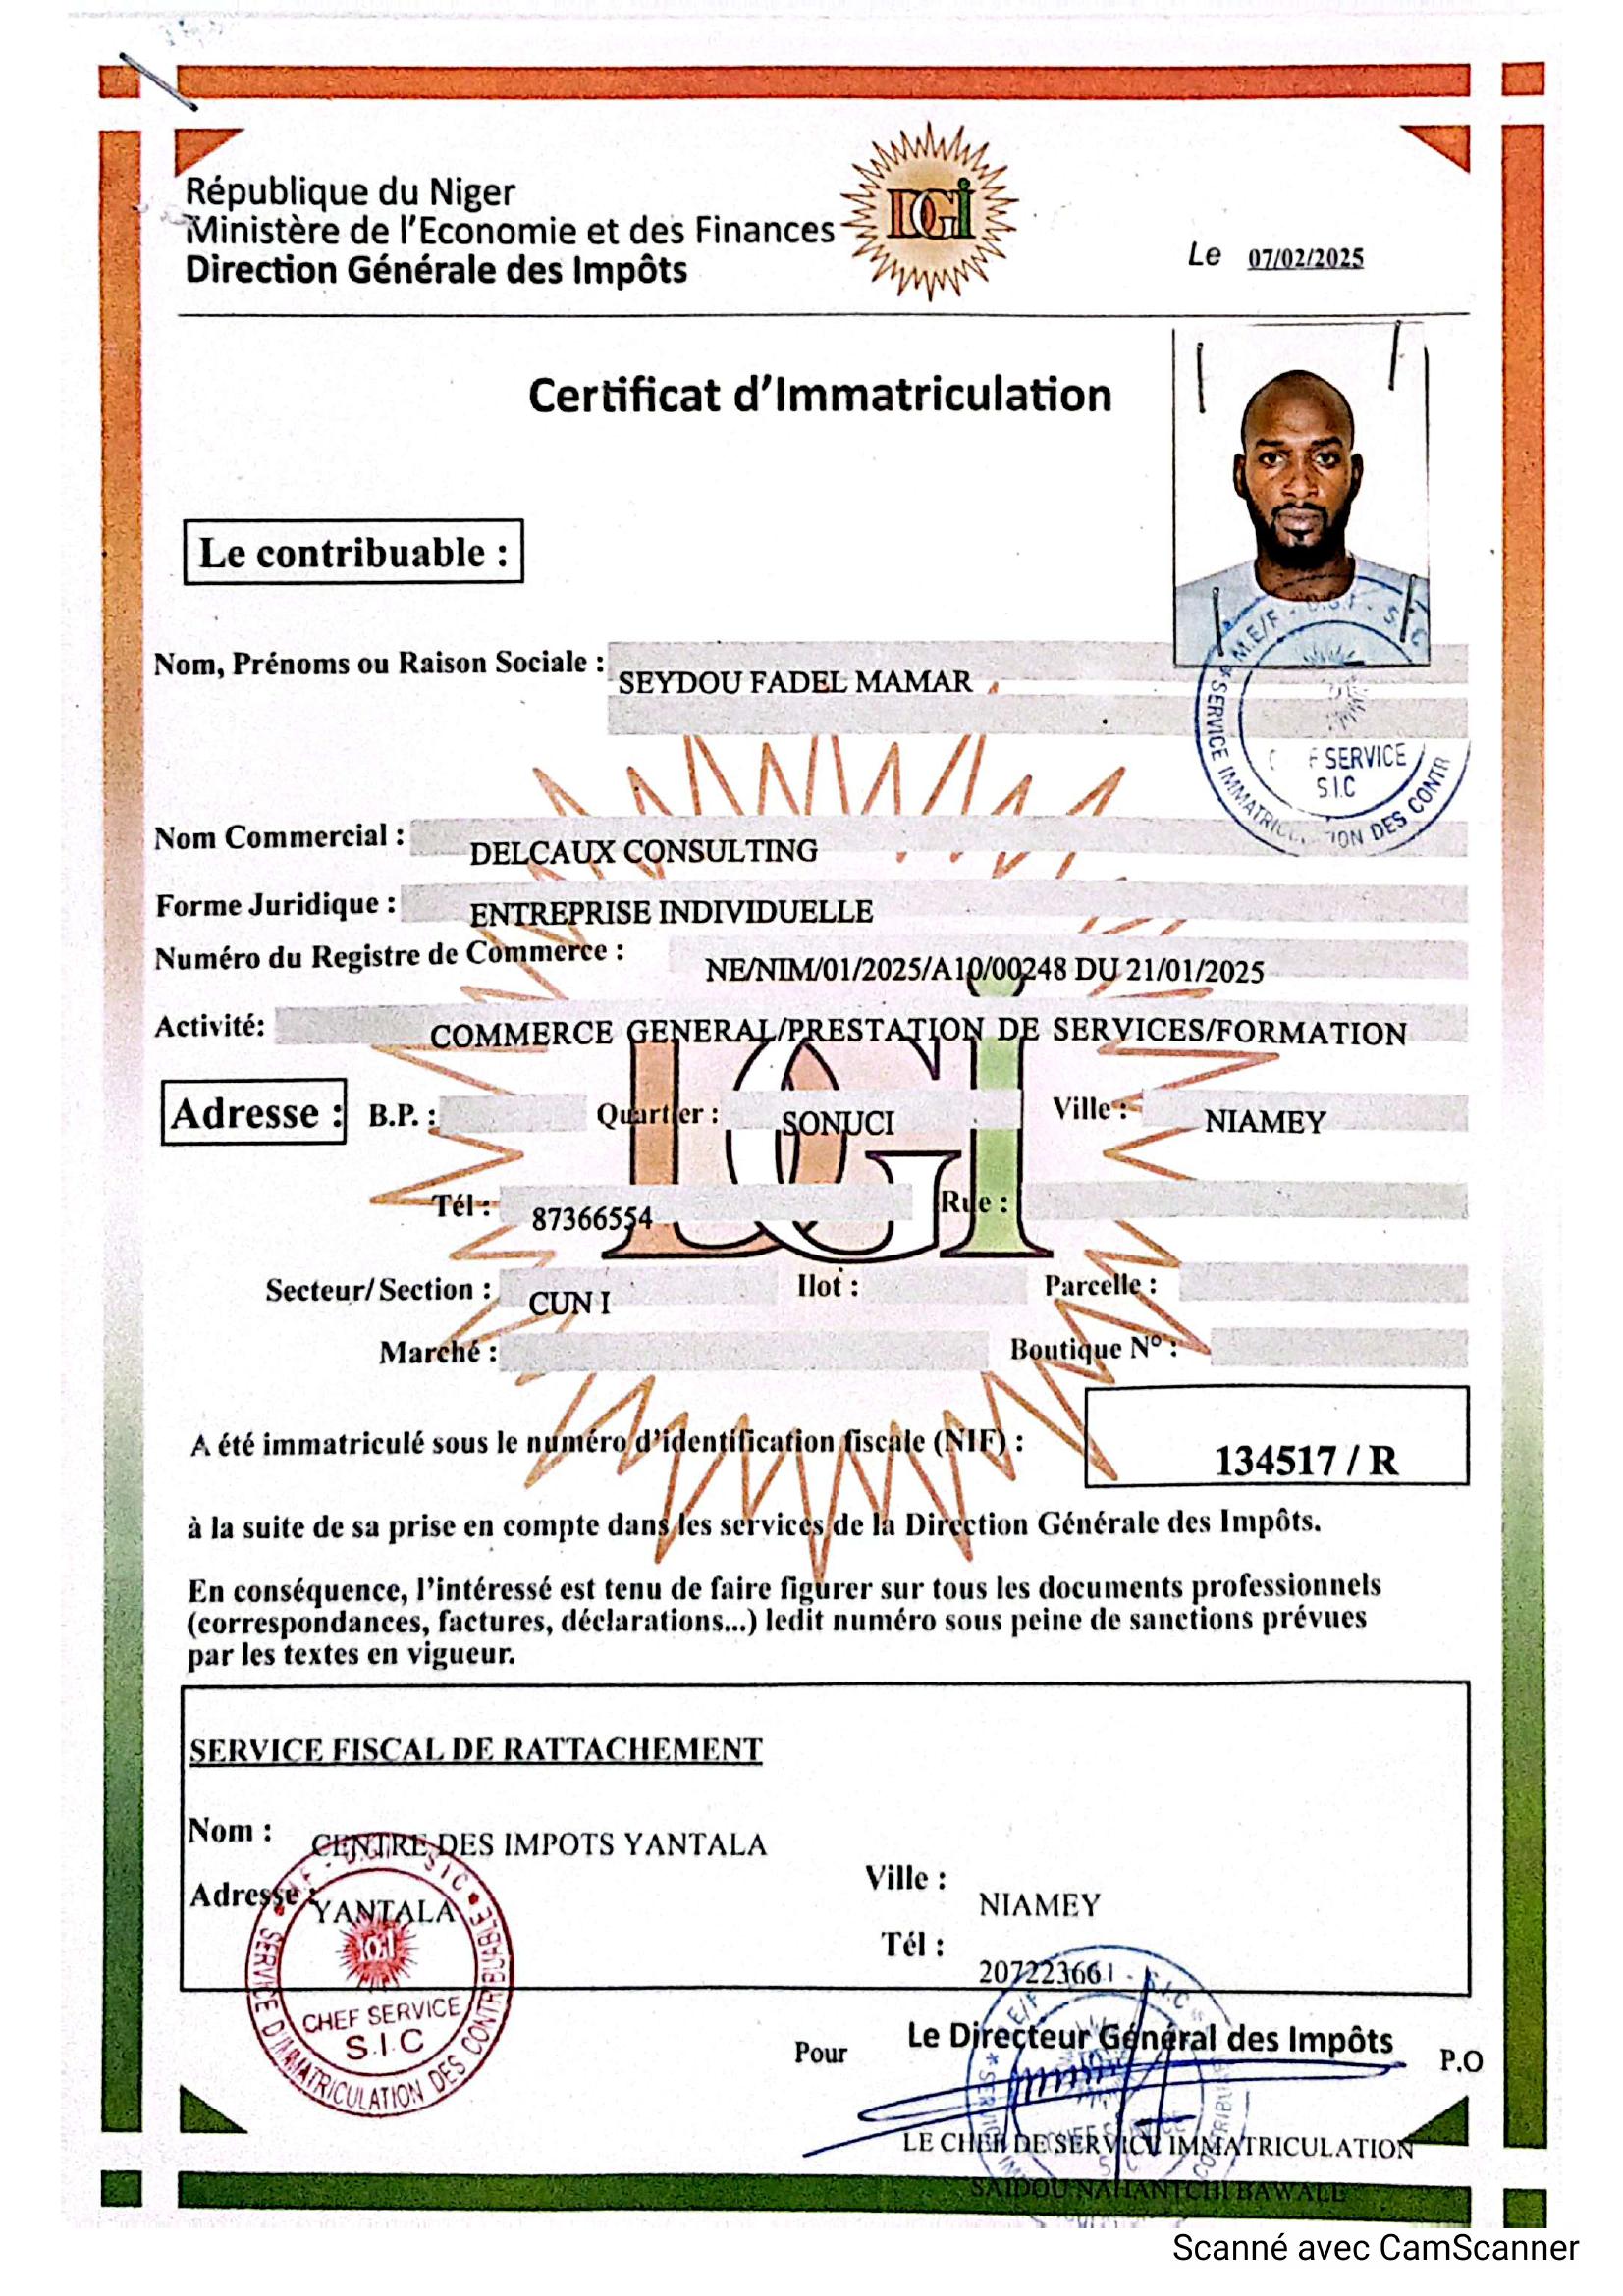 République du Niger
Ministère de l'Economie et des Finances
Direction Générale des Impôts
DGI
Le 07/02/2025
Certificat d'Immatriculation
Le contribuable :
Nom, Prénoms ou Raison Sociale : SEYDOU FADEL MAMAR
M.E/F - D.G.I - S.I.C
SERVICE IMMATRICULATION DES CONTR
F SERVICE
S.I.C
Nom Commercial : DELCAUX CONSULTING
Forme Juridique : ENTREPRISE INDIVIDUELLE
Numéro du Registre de Commerce : NE/NIM/01/2025/A10/00248 DU 21/01/2025
Activité: COMMERCE GENERAL/PRESTATION DE SERVICES/FORMATION
DGI
Adresse : B.P. : Quartier : SONUCI Ville : NIAMEY
Tél : 87366554 Rue :
Secteur/Section : CUN I Ilot : Parcelle :
Marché : Boutique N° :
A été immatriculé sous le numéro d'identification fiscale (NIF) : 134517 / R
à la suite de sa prise en compte dans les services de la Direction Générale des Impôts.
En conséquence, l'intéressé est tenu de faire figurer sur tous les documents professionnels
(correspondances, factures, déclarations...) ledit numéro sous peine de sanctions prévues
par les textes en vigueur.
SERVICE FISCAL DE RATTACHEMENT
Nom : CENTRE DES IMPOTS YANTALA
Adresse : YANTALA
Ville : NIAMEY
Tél : 207223661
CHEF SERVICE
S.I.C
SERVICE D'IMMATRICULATION DES CONTRIBUABLE
Pour Le Directeur Général des Impôts P.O
LE CHEF DE SERVICE IMMATRICULATION
SAIDOU NAHANTCHI BAWALE
Scanné avec CamScanner